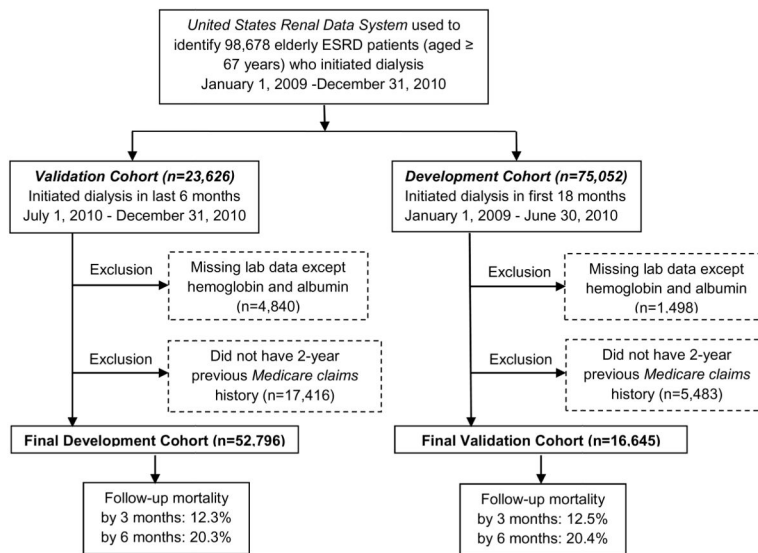 United States Renal Data System used to
identify 98,678 elderly ESRD patients (aged ≥
67 years) who initiated dialysis
January 1, 2009 -December 31, 2010
Validation Cohort (n=23,626)
Initiated dialysis in last 6 months
July 1, 2010 - December 31, 2010
Development Cohort (n=75,052)
Initiated dialysis in first 18 months
January 1, 2009 - June 30, 2010
Exclusion
Missing lab data except
hemoglobin and albumin
(n=4,840)
Exclusion
Missing lab data except
hemoglobin and albumin
(n=1.498)
Exclusion
Did not have 2-year
previous Medicare claims
history (n=17,416)
Exclusion
Did not have 2-year
previous Medicare claims
history (n=5,483)
Final Development Cohort (n=52,796)
Final Validation Cohort (n=16,645)
Follow-up mortality
by 3 months: 12.3%
by 6 months: 20.3%
Follow-up mortality
by 3 months: 12.5%
by 6 months: 20.4%